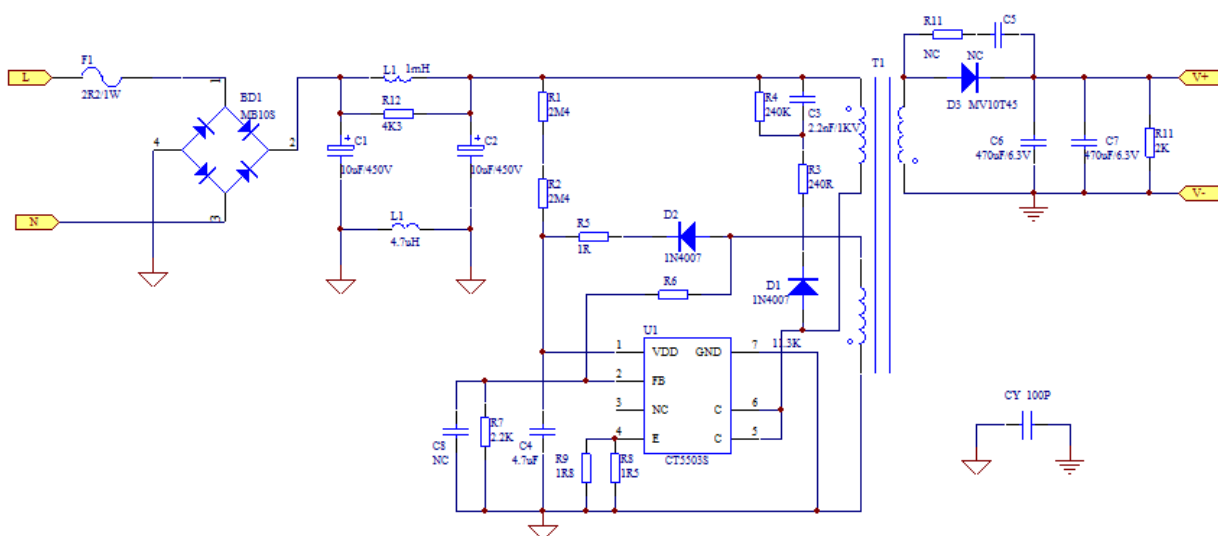 L
F1
2R2/1W
N
BD1
MB10S
1
2
3
4
L1 1mH
R12
4K3
C1
10uF/450V
C2
10uF/450V
L1
4.7uH
R1
2M4
R2
2M4
R4
240K
C3
2.2nF/1KV
R3
240R
R5
1R
D2
1N4007
R6
D1
1N4007
11.3K
T1
R11
NC
C5
NC
D3 MV10T45
C6
470uF/6.3V
C7
470uF/6.3V
R11
2K
V+
V-
U1
1 VDD GND 7
2 FB
3 NC C 6
4 E C 5
CT5503S
C8
NC
R7
2.2K
C4
4.7uF
R9
1R8
R8
1R5
CY 100P